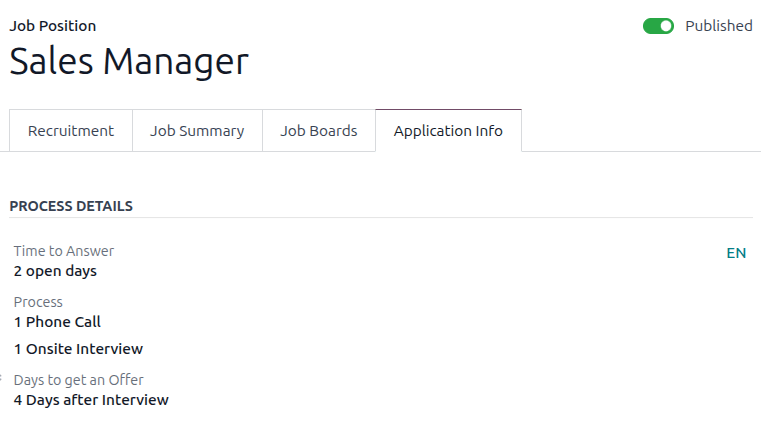 Job Position
Published
Sales Manager
Recruitment
Job Summary
Job Boards
Application Info
PROCESS DETAILS
Time to Answer
EN
2 open days
Process
1 Phone Call
1 Onsite Interview
Days to get an Offer
4 Days after Interview